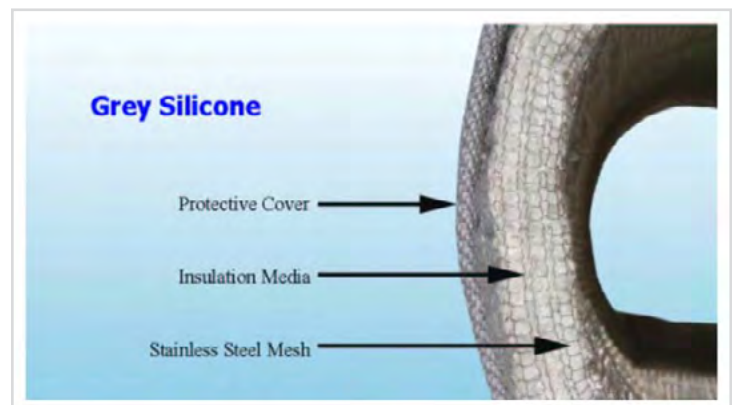 Grey Silicone
Protective Cover
Insulation Media
Stainless Steel Mesh